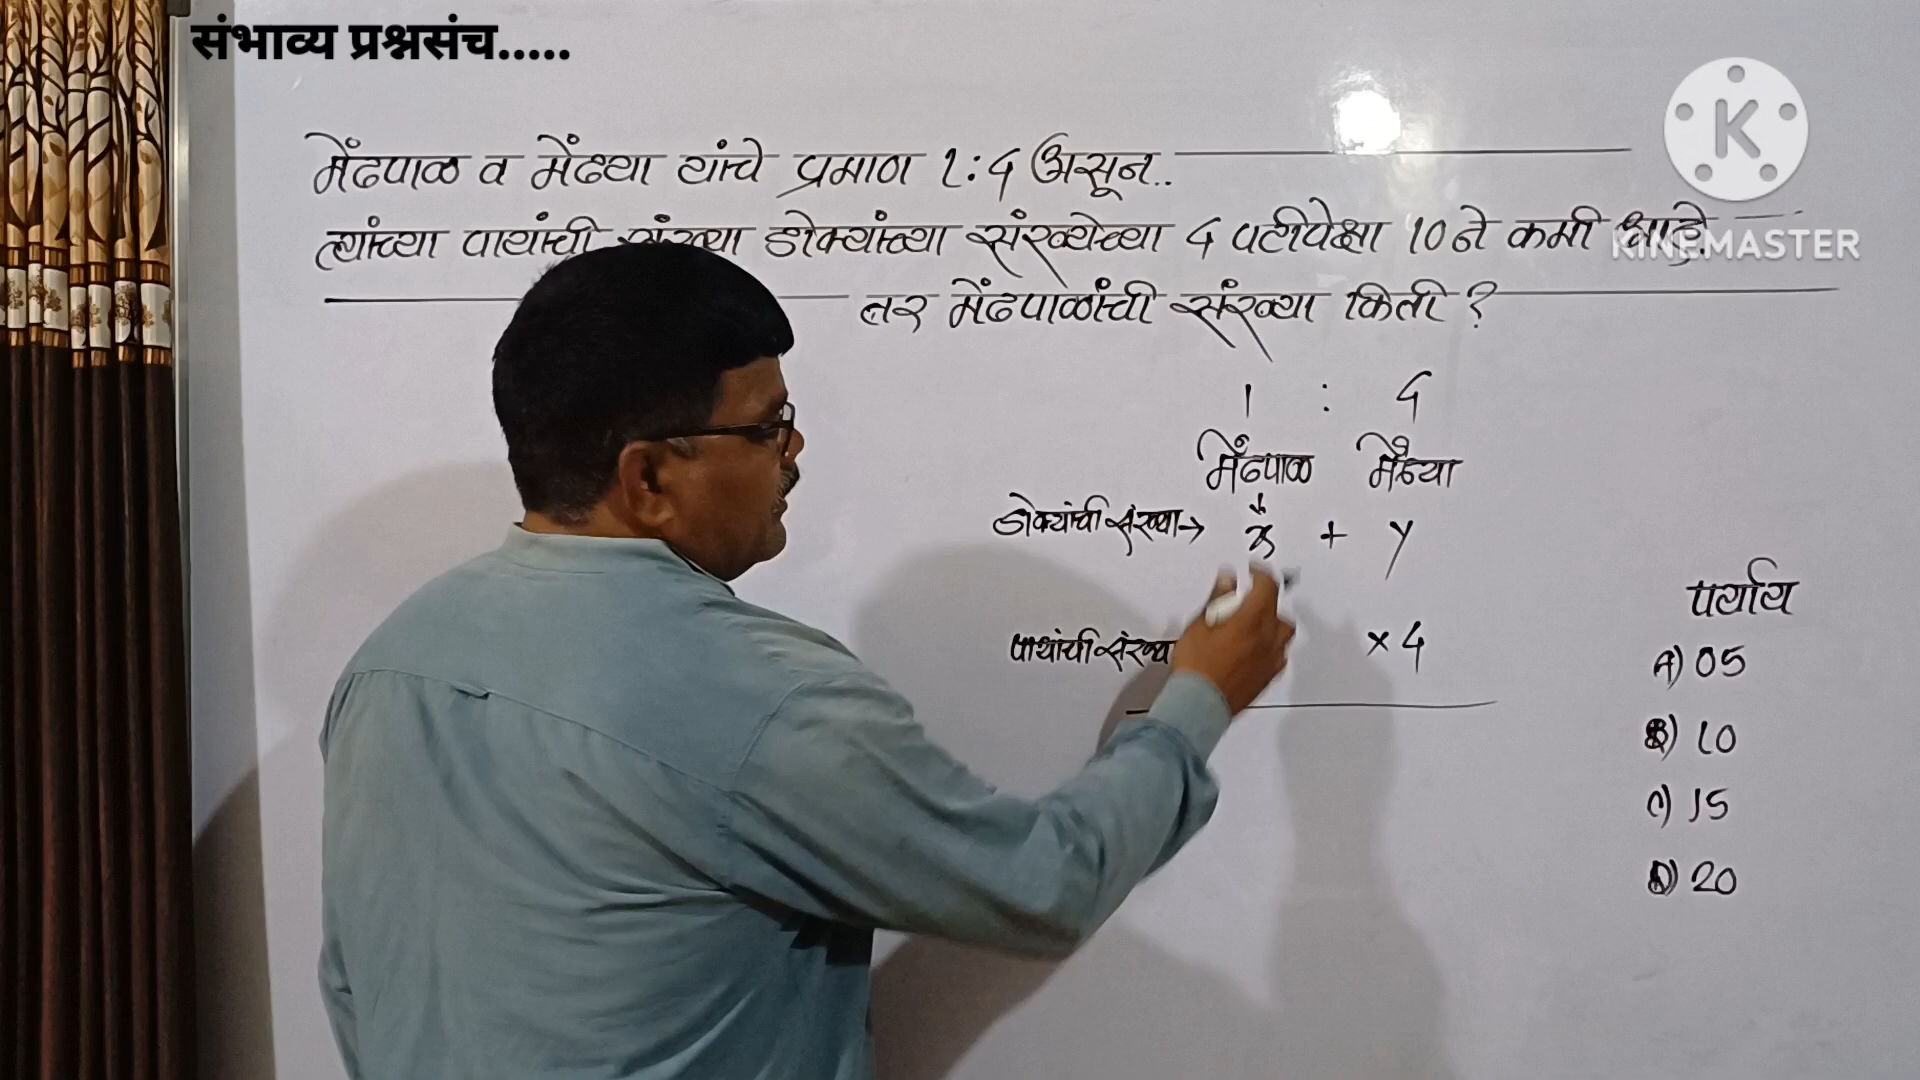 संभाव्य प्रश्नसंच.....
K
KINEMASTER
मेंढपाळ व मेंढ्या यांचे प्रमाण 1:4 असून..
त्यांच्या पायांची संख्या डोक्यांच्या संख्येच्या 4 पटीपेक्षा 10 ने कमी आहे.
तर मेंढपाळांची संख्या किती ?
1 : 4
मेंढपाळ मेंढ्या
डोक्यांची संख्या → x + y
पायांची संख्या × 4
पर्याय
A) 05
B) 10
C) 15
D) 20